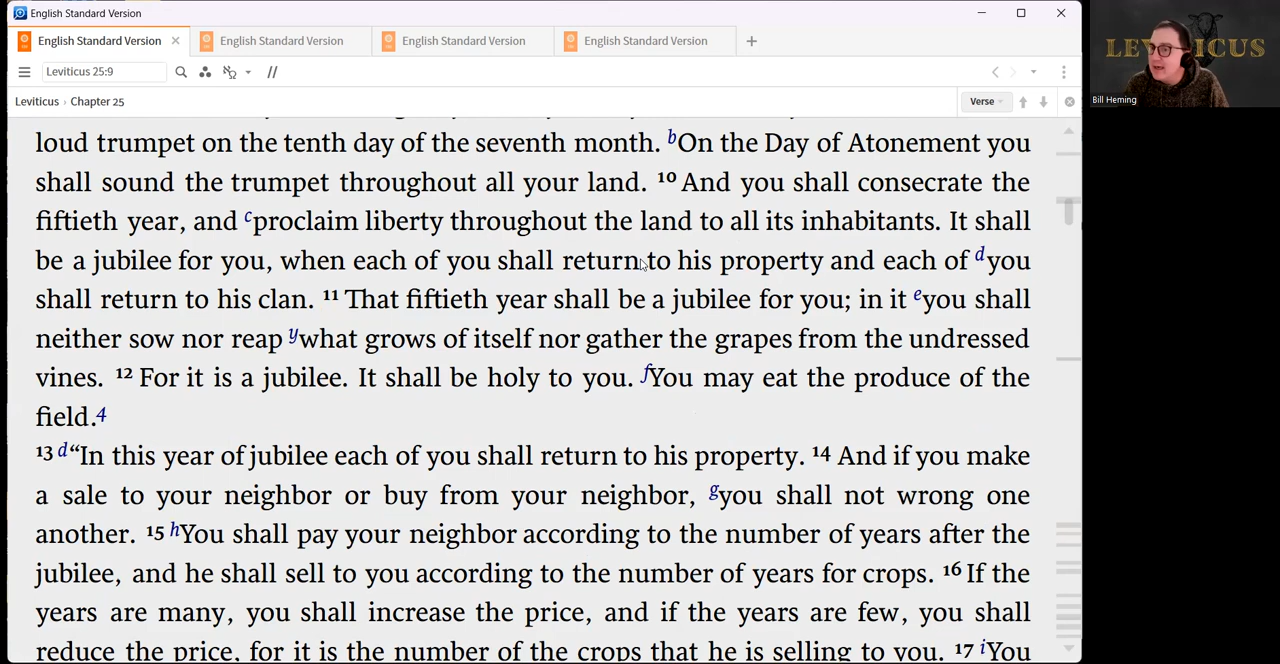 English Standard Version
English Standard Version
English Standard Version
English Standard Version
English Standard Version
Leviticus 25:9
Leviticus › Chapter 25
Verse
loud trumpet on the tenth day of the seventh month. bOn the Day of Atonement you
shall sound the trumpet throughout all your land. 10 And you shall consecrate the
fiftieth year, and cproclaim liberty throughout the land to all its inhabitants. It shall
be a jubilee for you, when each of you shall return to his property and each of dyou
shall return to his clan. 11 That fiftieth year shall be a jubilee for you; in it eyou shall
neither sow nor reap ywhat grows of itself nor gather the grapes from the undressed
vines. 12 For it is a jubilee. It shall be holy to you. fYou may eat the produce of the
field.4
13 d“In this year of jubilee each of you shall return to his property. 14 And if you make
a sale to your neighbor or buy from your neighbor, gyou shall not wrong one
another. 15 hYou shall pay your neighbor according to the number of years after the
jubilee, and he shall sell to you according to the number of years for crops. 16 If the
years are many, you shall increase the price, and if the years are few, you shall
reduce the price, for it is the number of the crops that he is selling to you. 17 iYou
Bill Heming